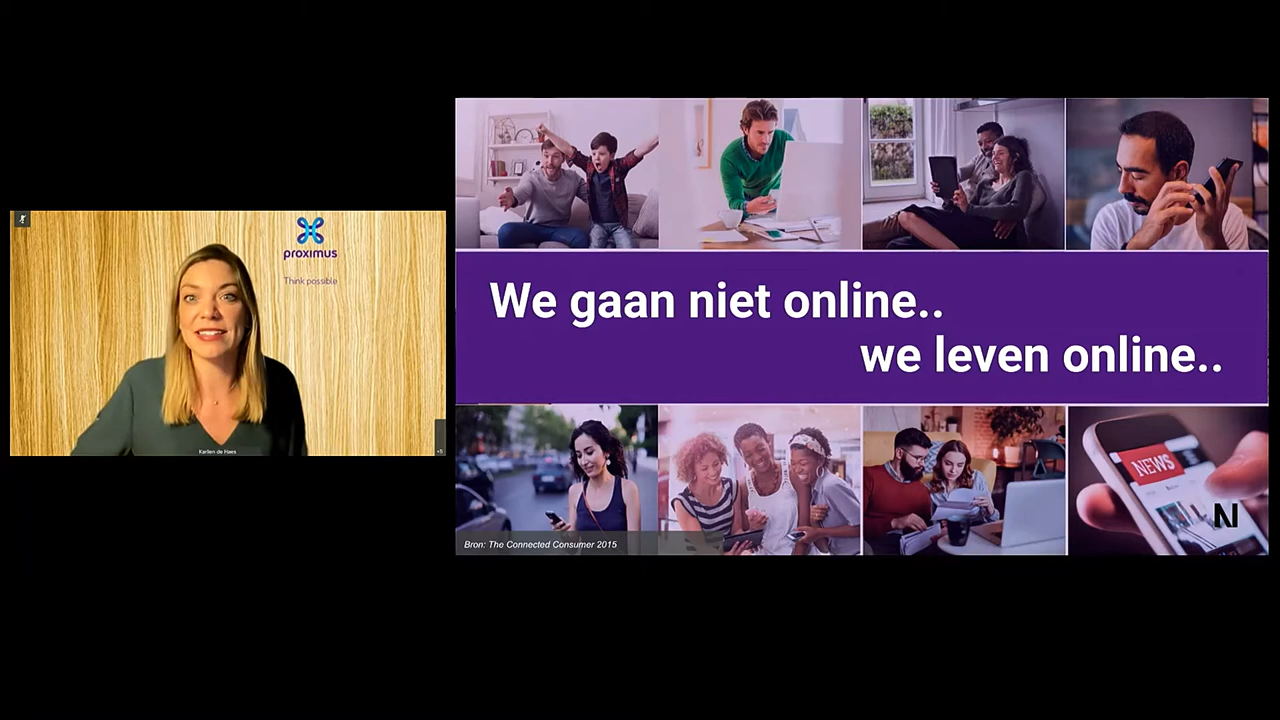 proximus
Think possible
Karlien de Haes
+5
We gaan niet online..
we leven online..
NEWS
N
Bron: The Connected Consumer 2015